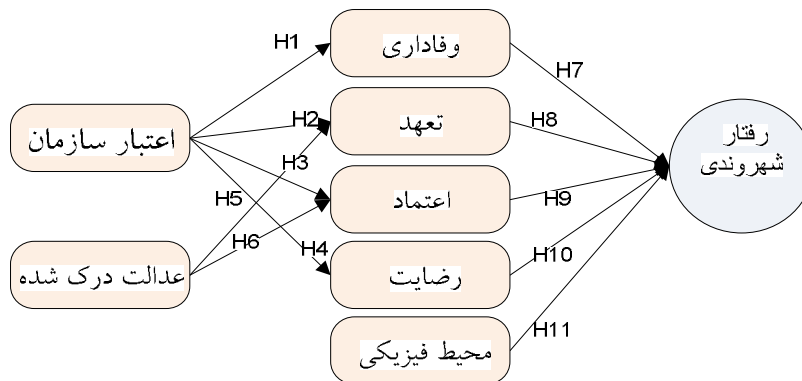 H1
وفاداری
H7
H2
تعهد
H8
رفتار
شهروندی
اعتبار سازمان
H3
H5
اعتماد
H9
H6
H4
رضایت
H10
عدالت درک شده
H11
محیط فیزیکی